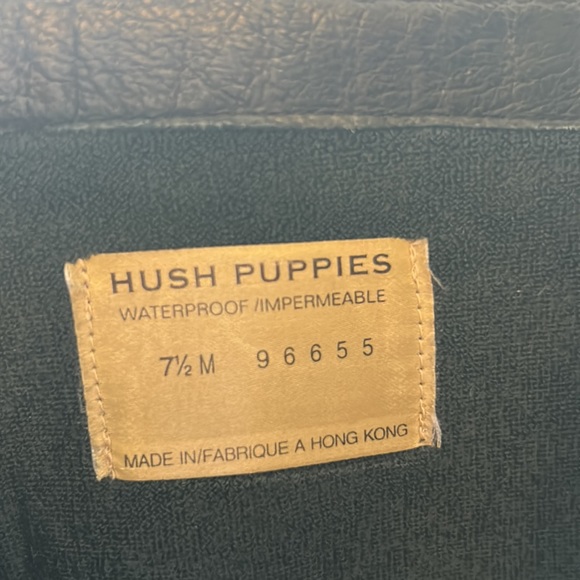 HUSH PUPPIES
WATERPROOF/IMPERMEABLE
7½ M 96655
MADE IN/FABRIQUE A HONG KONG